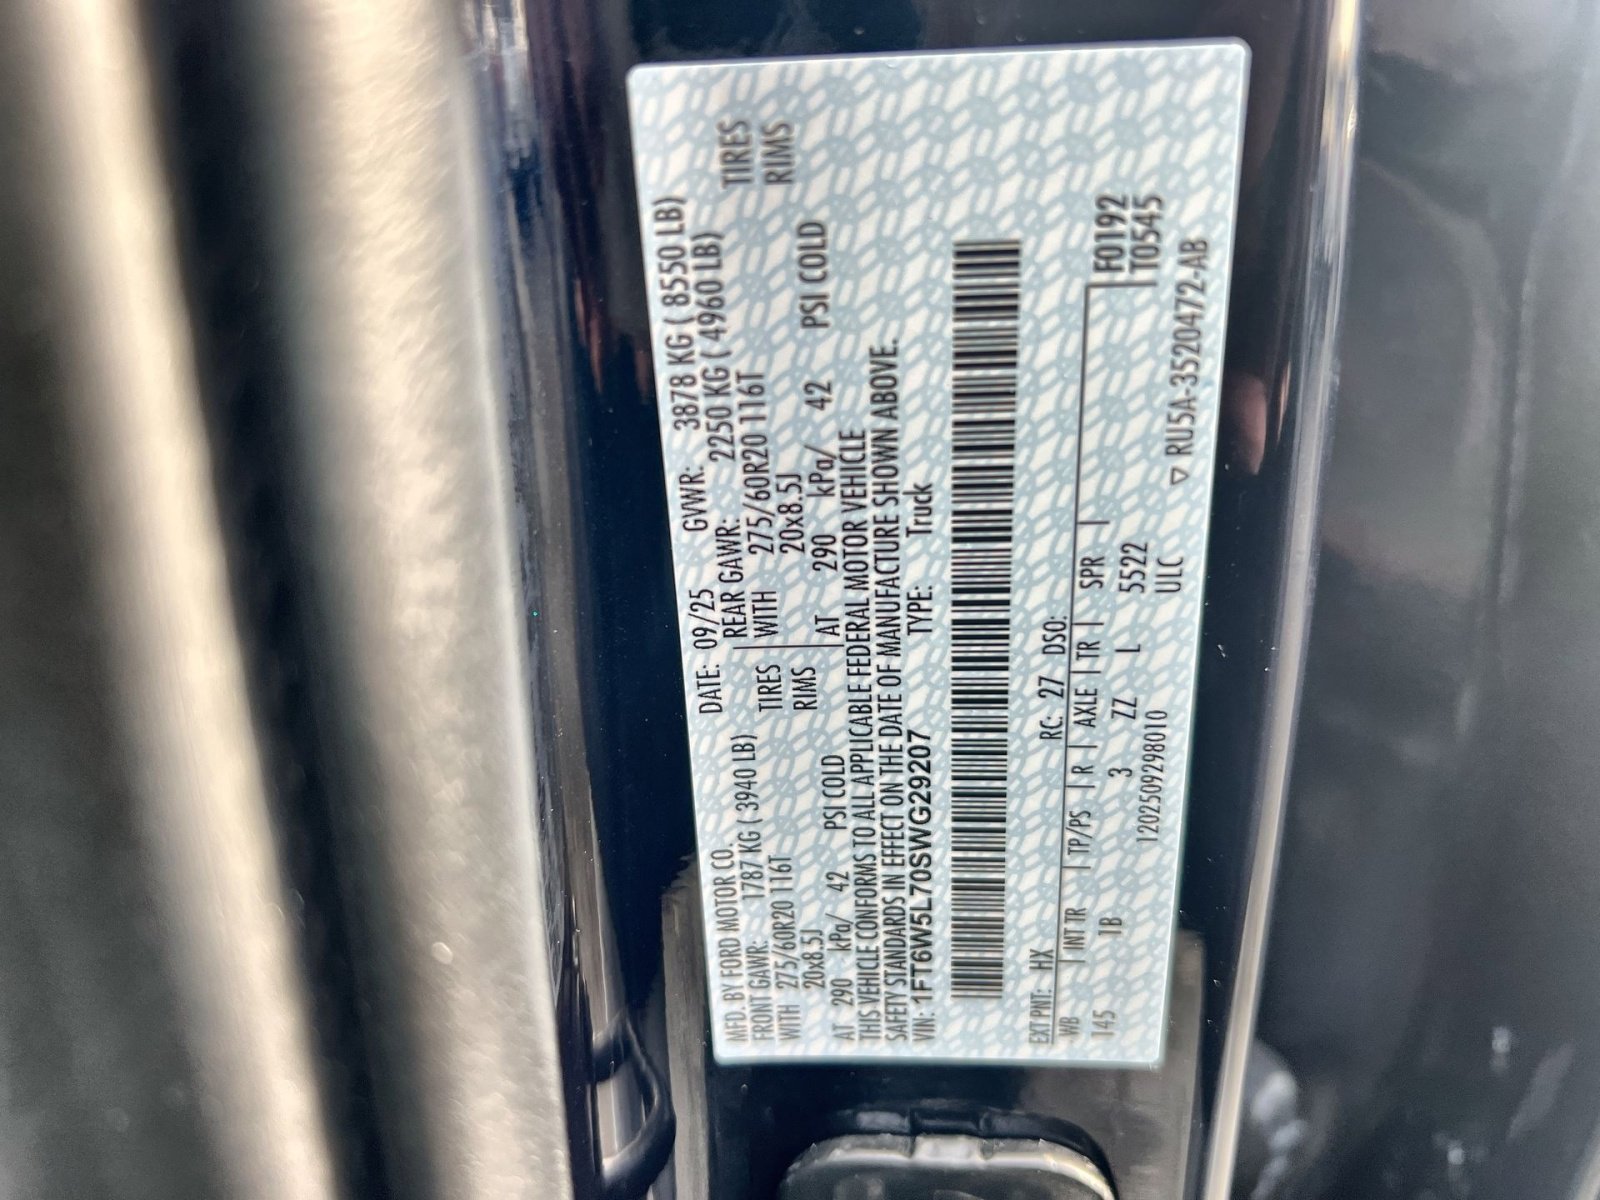 MFD. BY FORD MOTOR CO. DATE: 09/25 GVWR: 3878 KG ( 8550 LB)
FRONT GAWR: 1787 KG ( 3940 LB) REAR GAWR: 2250 KG ( 4960 LB)
WITH 275/60R20 116T TIRES WITH 275/60R20 116T TIRES
20x8.5J RIMS 20x8.5J RIMS
AT 290 kPa/ 42 PSI COLD AT 290 kPa/ 42 PSI COLD
THIS VEHICLE CONFORMS TO ALL APPLICABLE FEDERAL MOTOR VEHICLE
SAFETY STANDARDS IN EFFECT ON THE DATE OF MANUFACTURE SHOWN ABOVE.
VIN: 1FT6W5L70SWG29207 TYPE: Truck
EXT PNT: HX RC: 27 DSO:
WB INT TR TP/PS R AXLE TR SPR F0192
145 1B 3 ZZ L 5522 T0545
1202509298010 ULC
▽ RU5A-3520472-AB